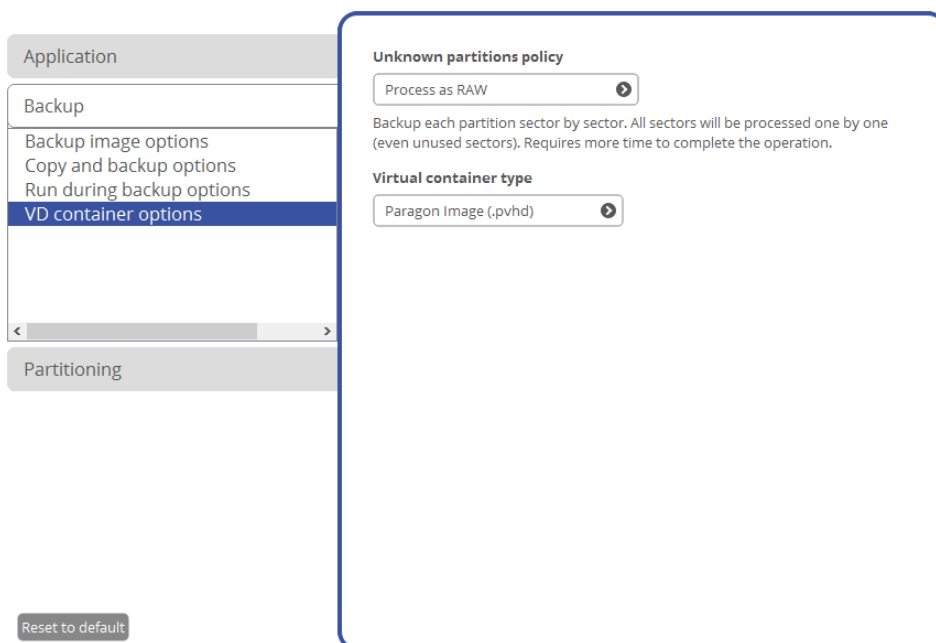 Application
Backup
Backup image options
Copy and backup options
Run during backup options
VD container options
Partitioning
Reset to default
Unknown partitions policy
Process as RAW
Backup each partition sector by sector. All sectors will be processed one by one
(even unused sectors). Requires more time to complete the operation.
Virtual container type
Paragon Image (.pvhd)